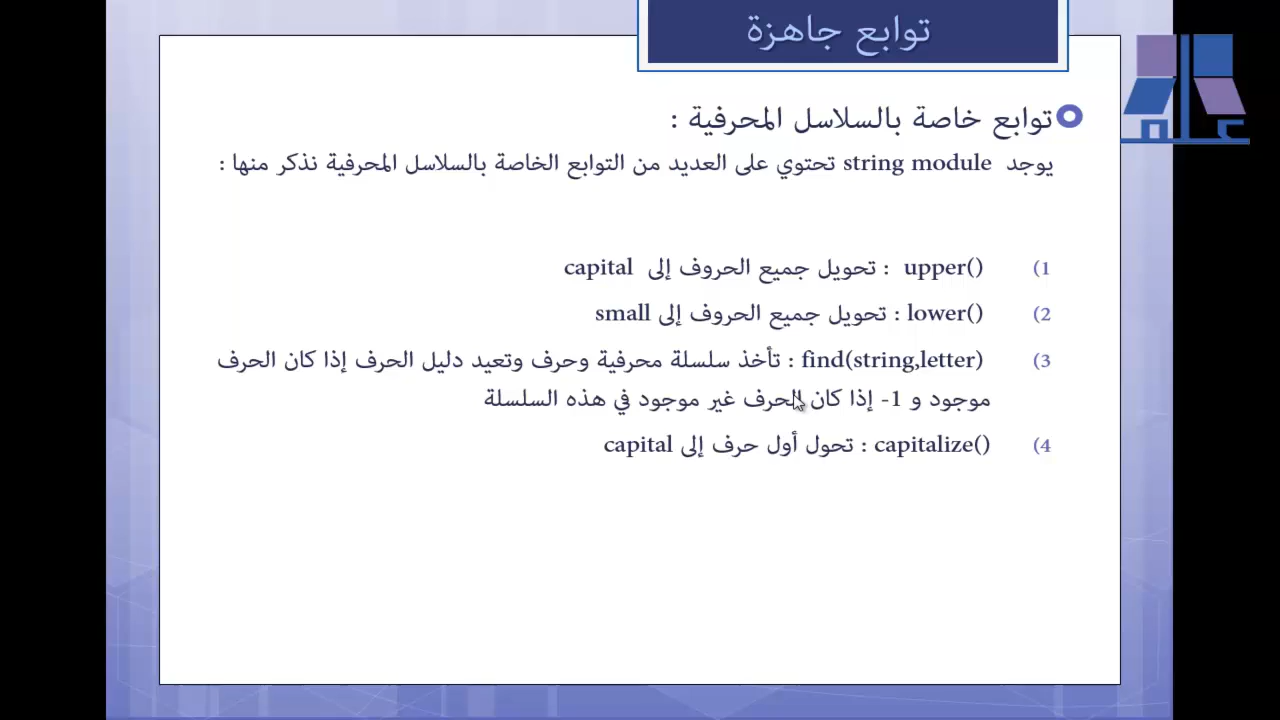 توابع جاهزة
علم
توابع خاصة بالسلاسل المحرفية :
يوجد string module تحتوي على العديد من التوابع الخاصة بالسلاسل المحرفية نذكر منها :
1) upper() : تحويل جميع الحروف إلى capital
2) lower() : تحويل جميع الحروف إلى small
3) find(string,letter) : تأخذ سلسلة محرفية وحرف وتعيد دليل الحرف إذا كان الحرف
موجود و 1- إذا كان الحرف غير موجود في هذه السلسلة
4) capitalize() : تحول أول حرف إلى capital